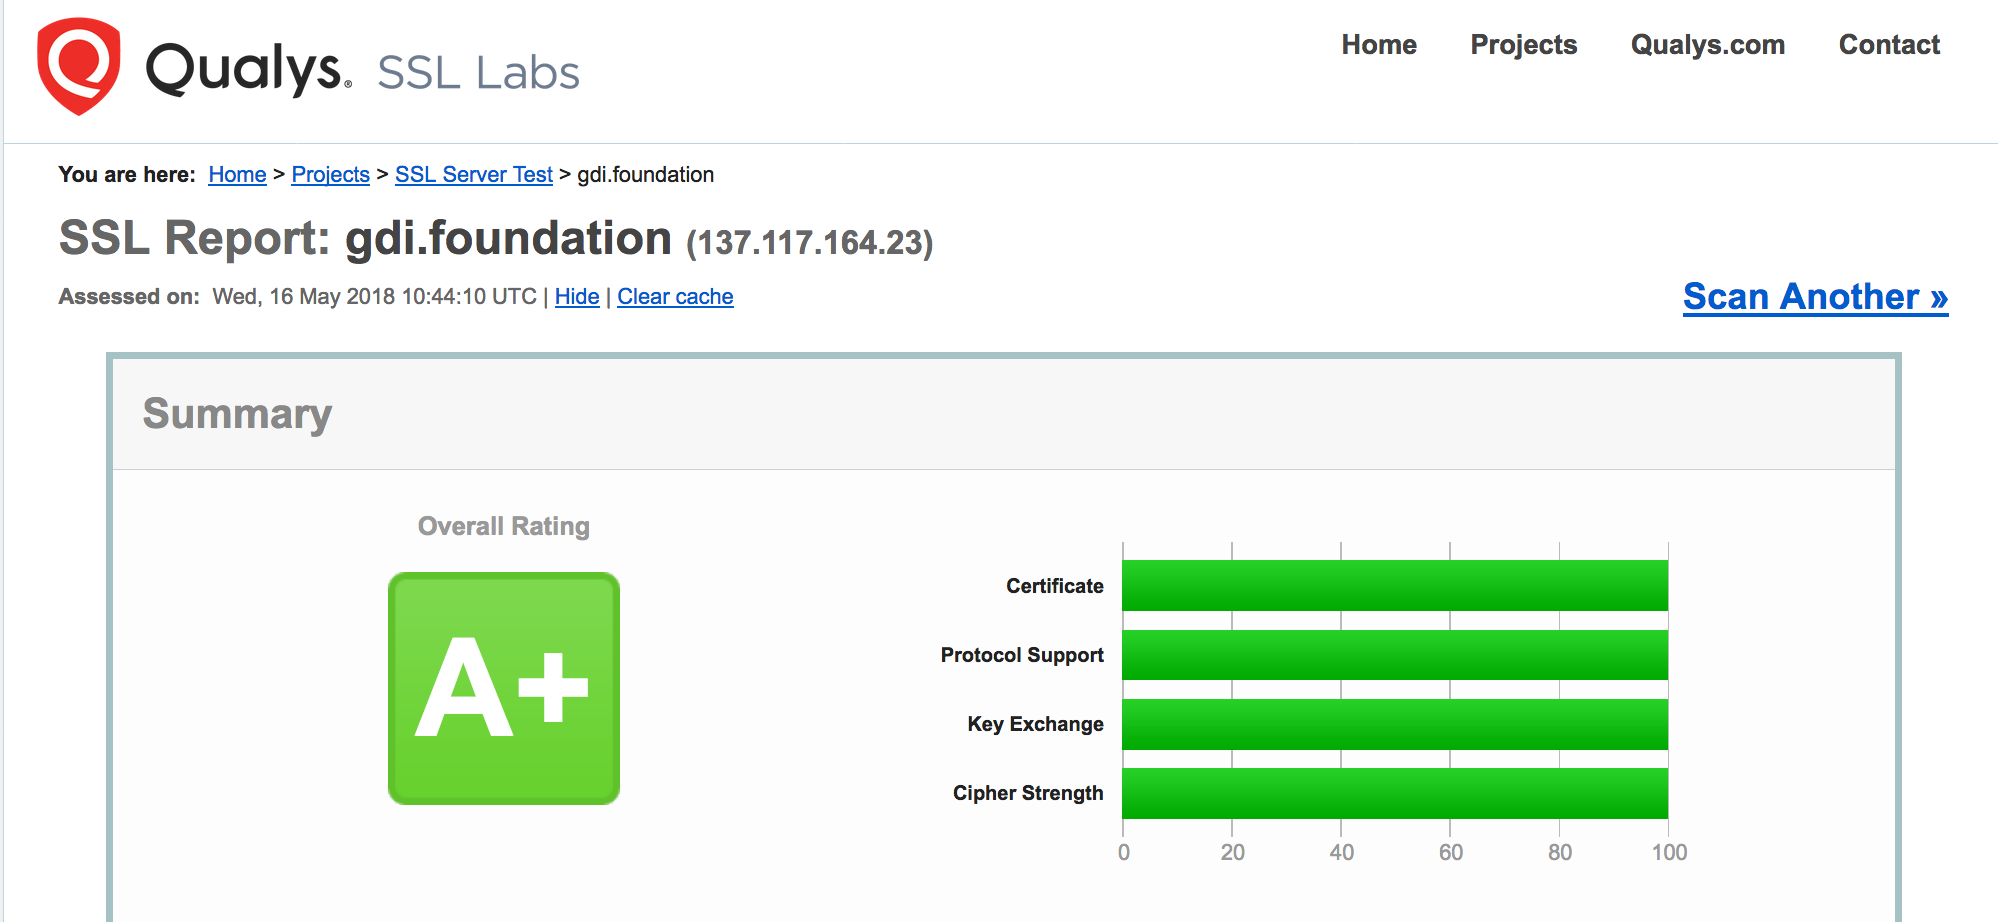 Qualys® SSL Labs
Home Projects Qualys.com Contact
You are here: Home > Projects > SSL Server Test > gdi.foundation
SSL Report: gdi.foundation (137.117.164.23)
Assessed on: Wed, 16 May 2018 10:44:10 UTC | Hide | Clear cache
Scan Another »
Summary
Overall Rating
A+
Certificate
Protocol Support
Key Exchange
Cipher Strength
0 20 40 60 80 100